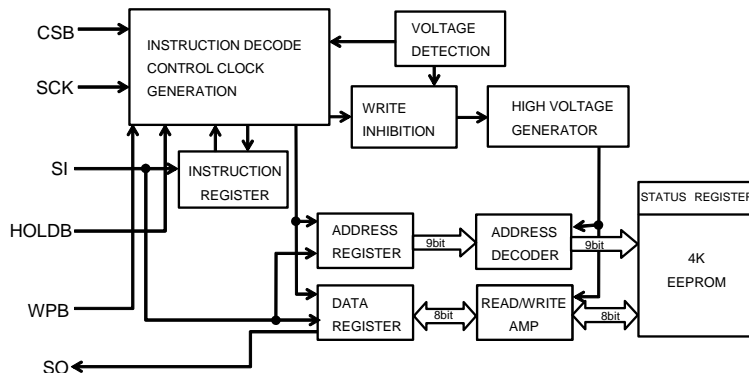 CSB
SCK
SI
HOLDB
WPB
SO
INSTRUCTION DECODE
CONTROL CLOCK
GENERATION
VOLTAGE
DETECTION
WRITE
INHIBITION
HIGH VOLTAGE
GENERATOR
INSTRUCTION
REGISTER
ADDRESS
REGISTER
9bit
ADDRESS
DECODER
9bit
STATUS REGISTER
4K
EEPROM
DATA
REGISTER
8bit
READ/WRITE
AMP
8bit